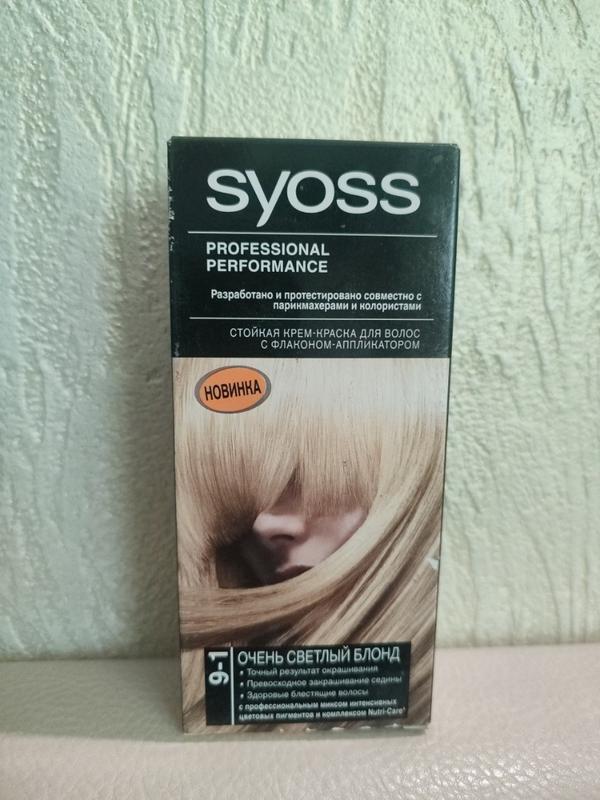 syoss
PROFESSIONAL
PERFORMANCE
Разработано и протестировано совместно с
парикмахерами и колористами
СТОЙКАЯ КРЕМ-КРАСКА ДЛЯ ВОЛОС
С ФЛАКОНОМ-АППЛИКАТОРОМ
НОВИНКА
9-1
ОЧЕНЬ СВЕТЛЫЙ БЛОНД
• Точный результат окрашивания
• Превосходное закрашивание седины
• Здоровые блестящие волосы
с профессиональным миксом интенсивных
цветовых пигментов и комплексом Nutri-Care*